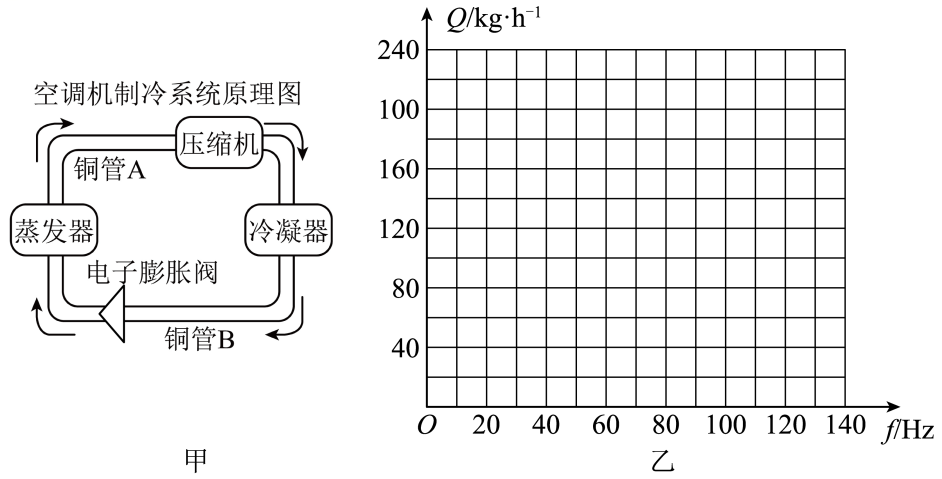 空调机制冷系统原理图
压缩机
铜管A
蒸发器
冷凝器
电子膨胀阀
铜管B
甲
Q/kg·h⁻¹
240
100
160
120
80
40
O 20 40 60 80 100 120 140 f/Hz
乙